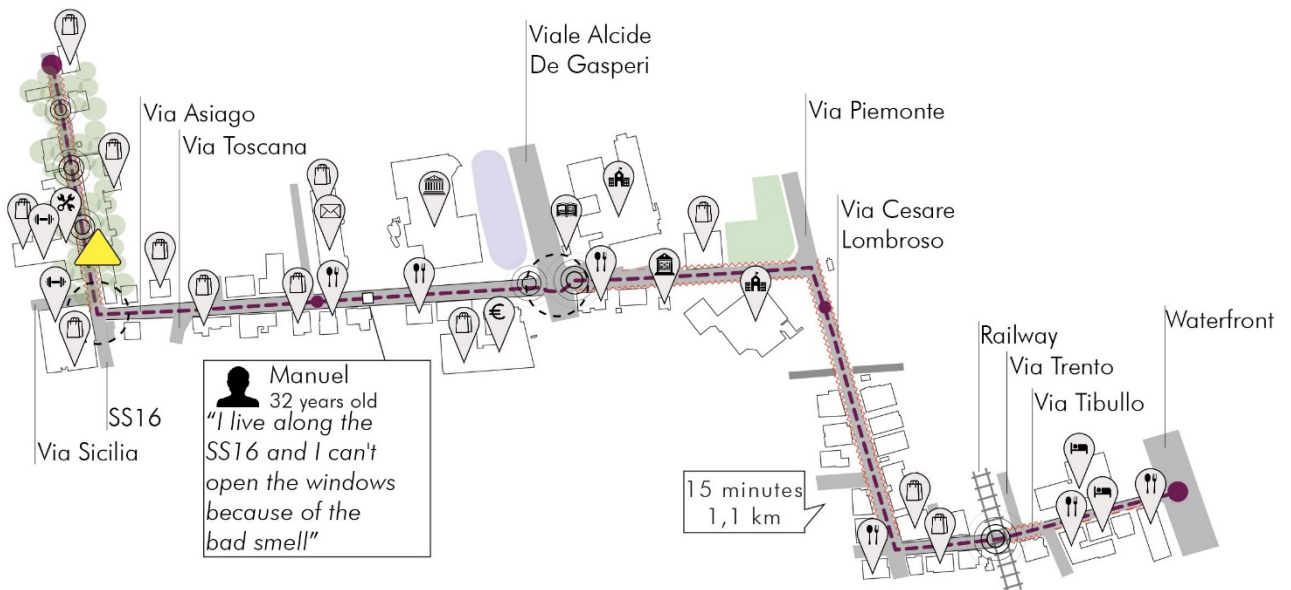 Viale Alcide
De Gasperi
Via Asiago
Via Toscana
Via Piemonte
Via Cesare
Lombroso
Waterfront
Railway
Via Trento
Via Tibullo
SS16
Via Sicilia
Manuel
32 years old
"I live along the
SS16 and I can't
open the windows
because of the
bad smell"
15 minutes
1,1 km
€